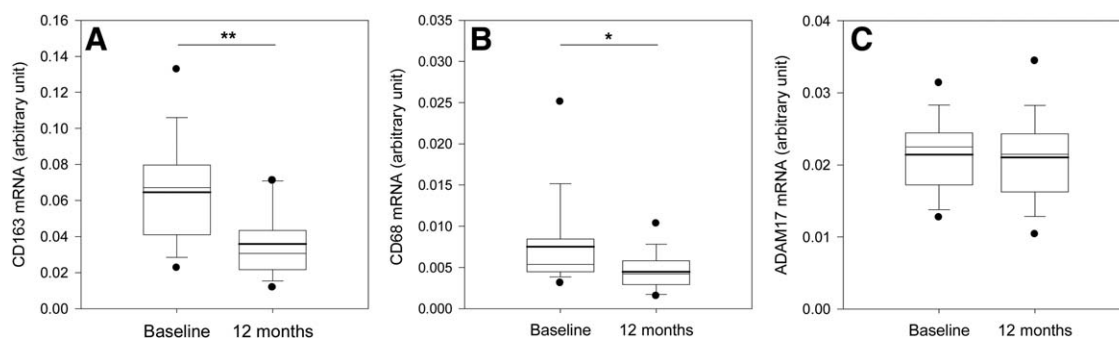 A
**
CD163 mRNA (arbitrary unit)
0.16
0.14
0.12
0.10
0.08
0.06
0.04
0.02
0.00
Baseline
12 months
B
*
CD68 mRNA (arbitrary unit)
0.035
0.030
0.025
0.020
0.015
0.010
0.005
0.000
Baseline
12 months
C
ADAM17 mRNA (arbitrary unit)
0.04
0.03
0.02
0.01
0.00
Baseline
12 months